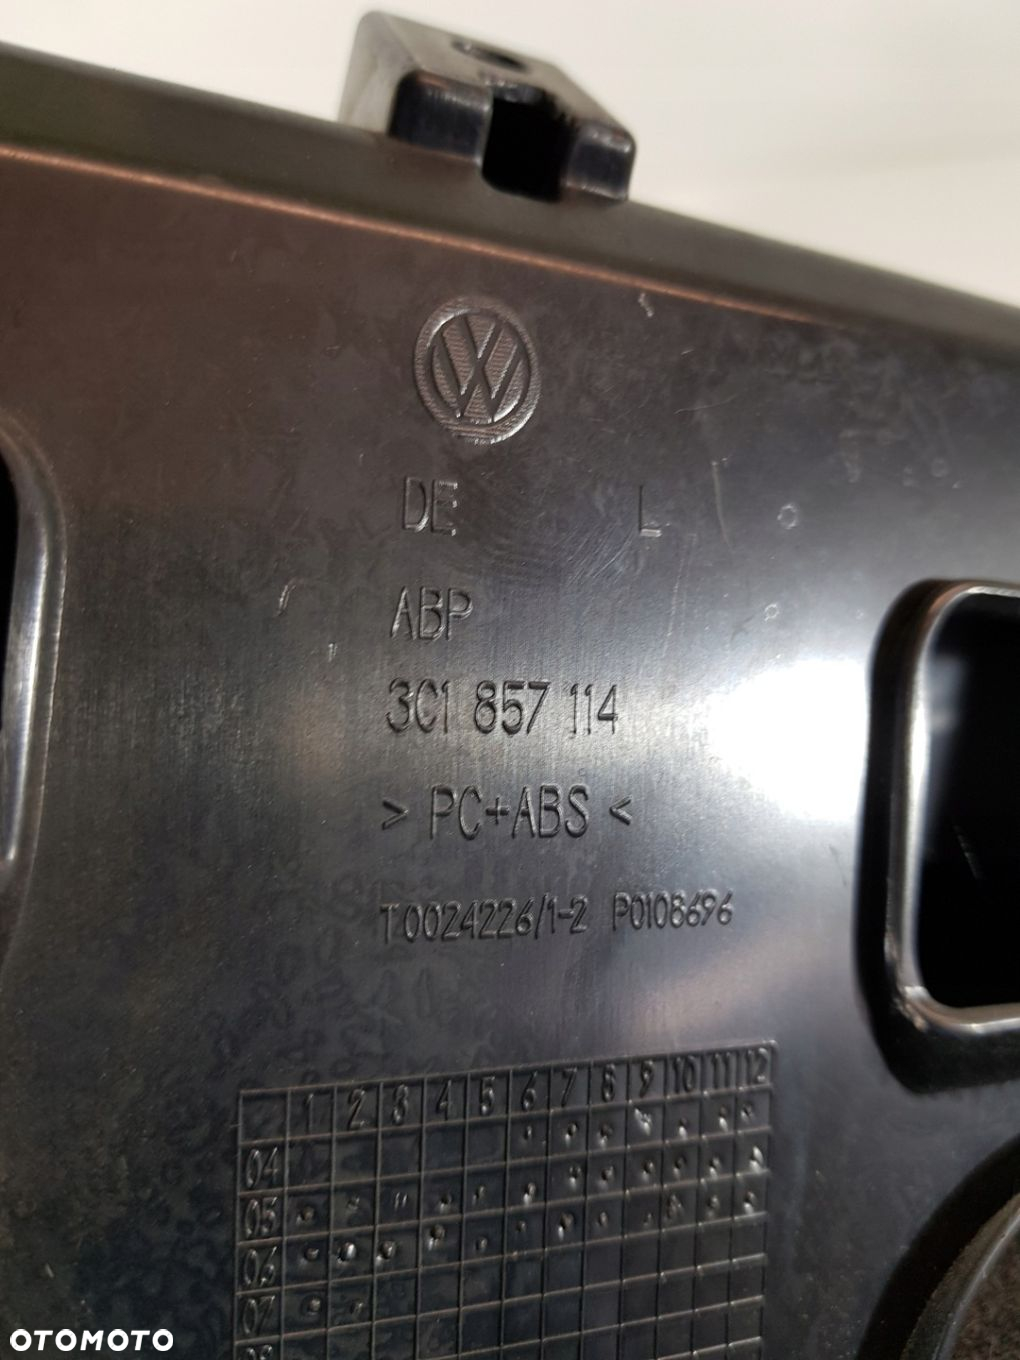 DE L
ABP
3C1 857 114
> PC+ABS <
T0024226/1-2 P0108696
1 2 3 4 5 6 7 8 9 10 11 12
04
05
06
07
08
OTOMOTO